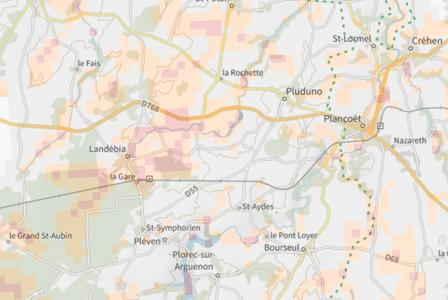 St-Lormel
Créhen
le Fais
la Rochette
Pluduno
D768
Plancoët
Nazareth
Landébia
la Gare
D55
St-Aydes
St-Symphorien
le Grand St-Aubin
Pléven
le Pont Loyer
Bourseul
Plorec-sur-
Arguenon
D68